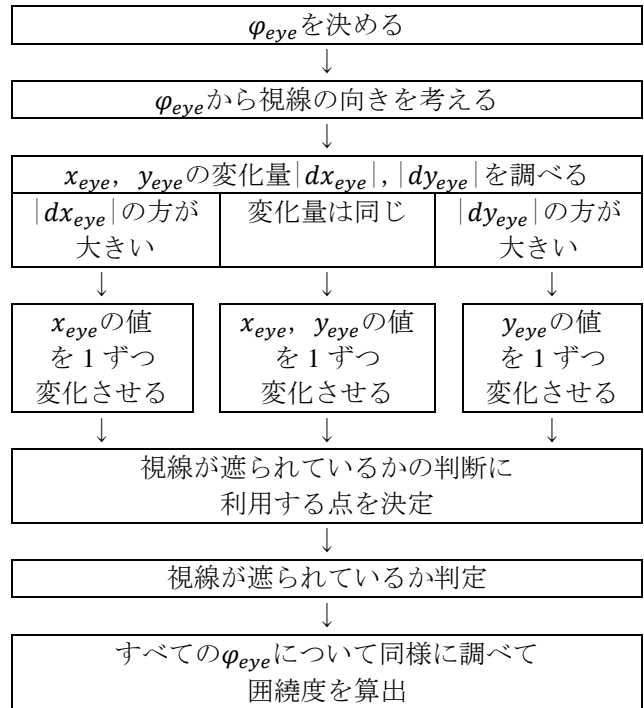 φeyeを決める
↓
φeyeから視線の向きを考える
↓
xeye, yeyeの変化量|dxeye|, |dyeye|を調べる
|dxeye|の方が
大きい
変化量は同じ
|dyeye|の方が
大きい
↓ ↓ ↓
xeyeの値
を1ずつ
変化させる
xeye, yeyeの値
を1ずつ
変化させる
yeyeの値
を1ずつ
変化させる
↓ ↓ ↓
視線が遮られているかの判断に
利用する点を決定
↓
視線が遮られているか判定
↓
すべてのφeyeについて同様に調べて
囲繞度を算出